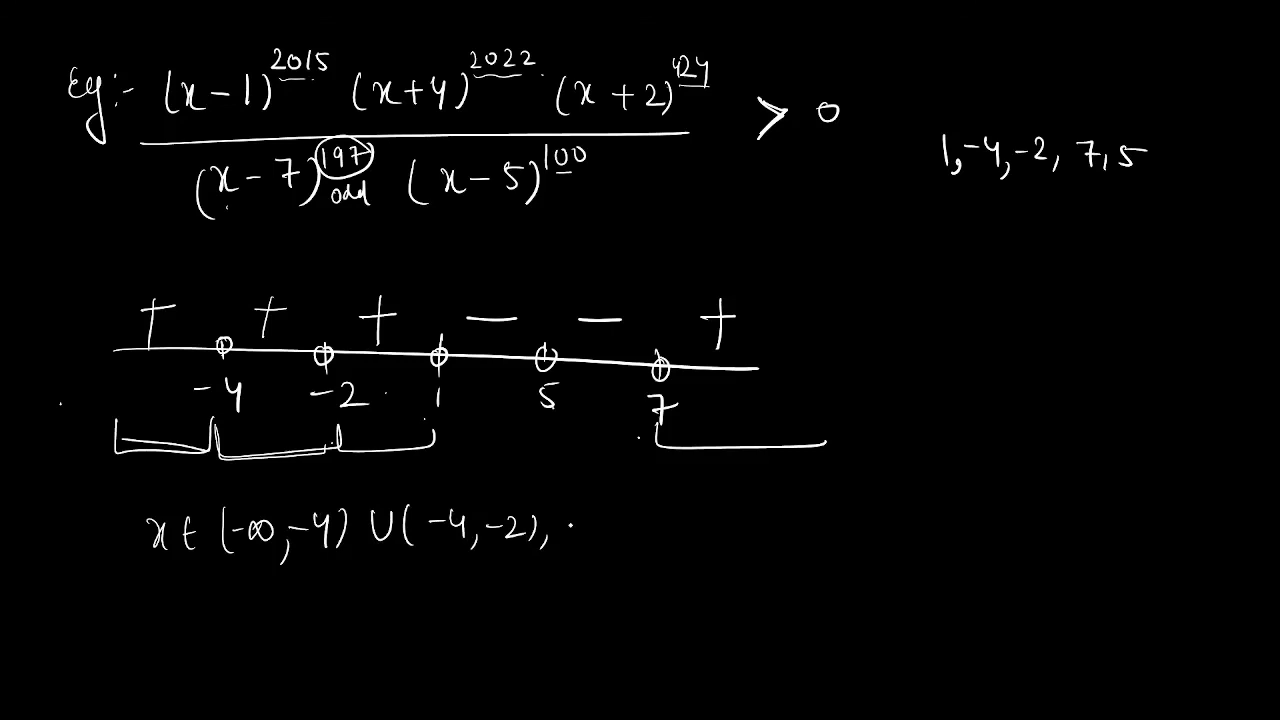 Eg:- (x-1)^2015 (x+4)^2022 (x+2)^424 > 0
(x-7)^197 (x-5)^100
odd
1, -4, -2, 7, 5
+ + + - - +
-4 -2 1 5 7
x ∈ (-∞, -4) ∪ (-4, -2), .